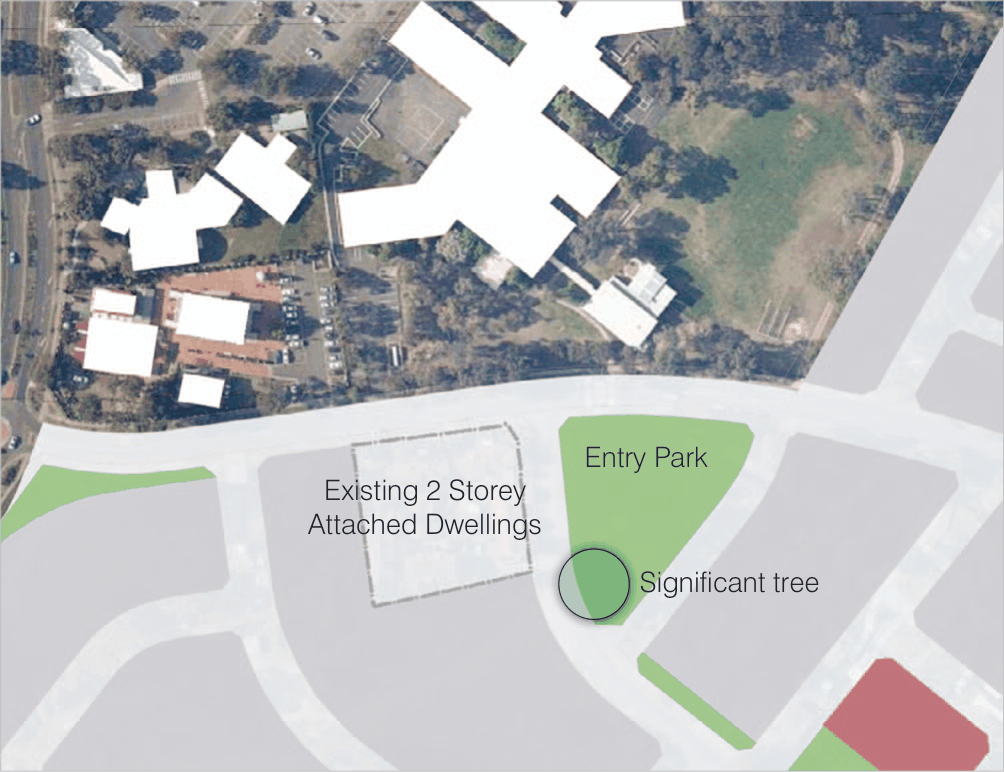 Entry Park
Existing 2 Storey
Attached Dwellings
Significant tree